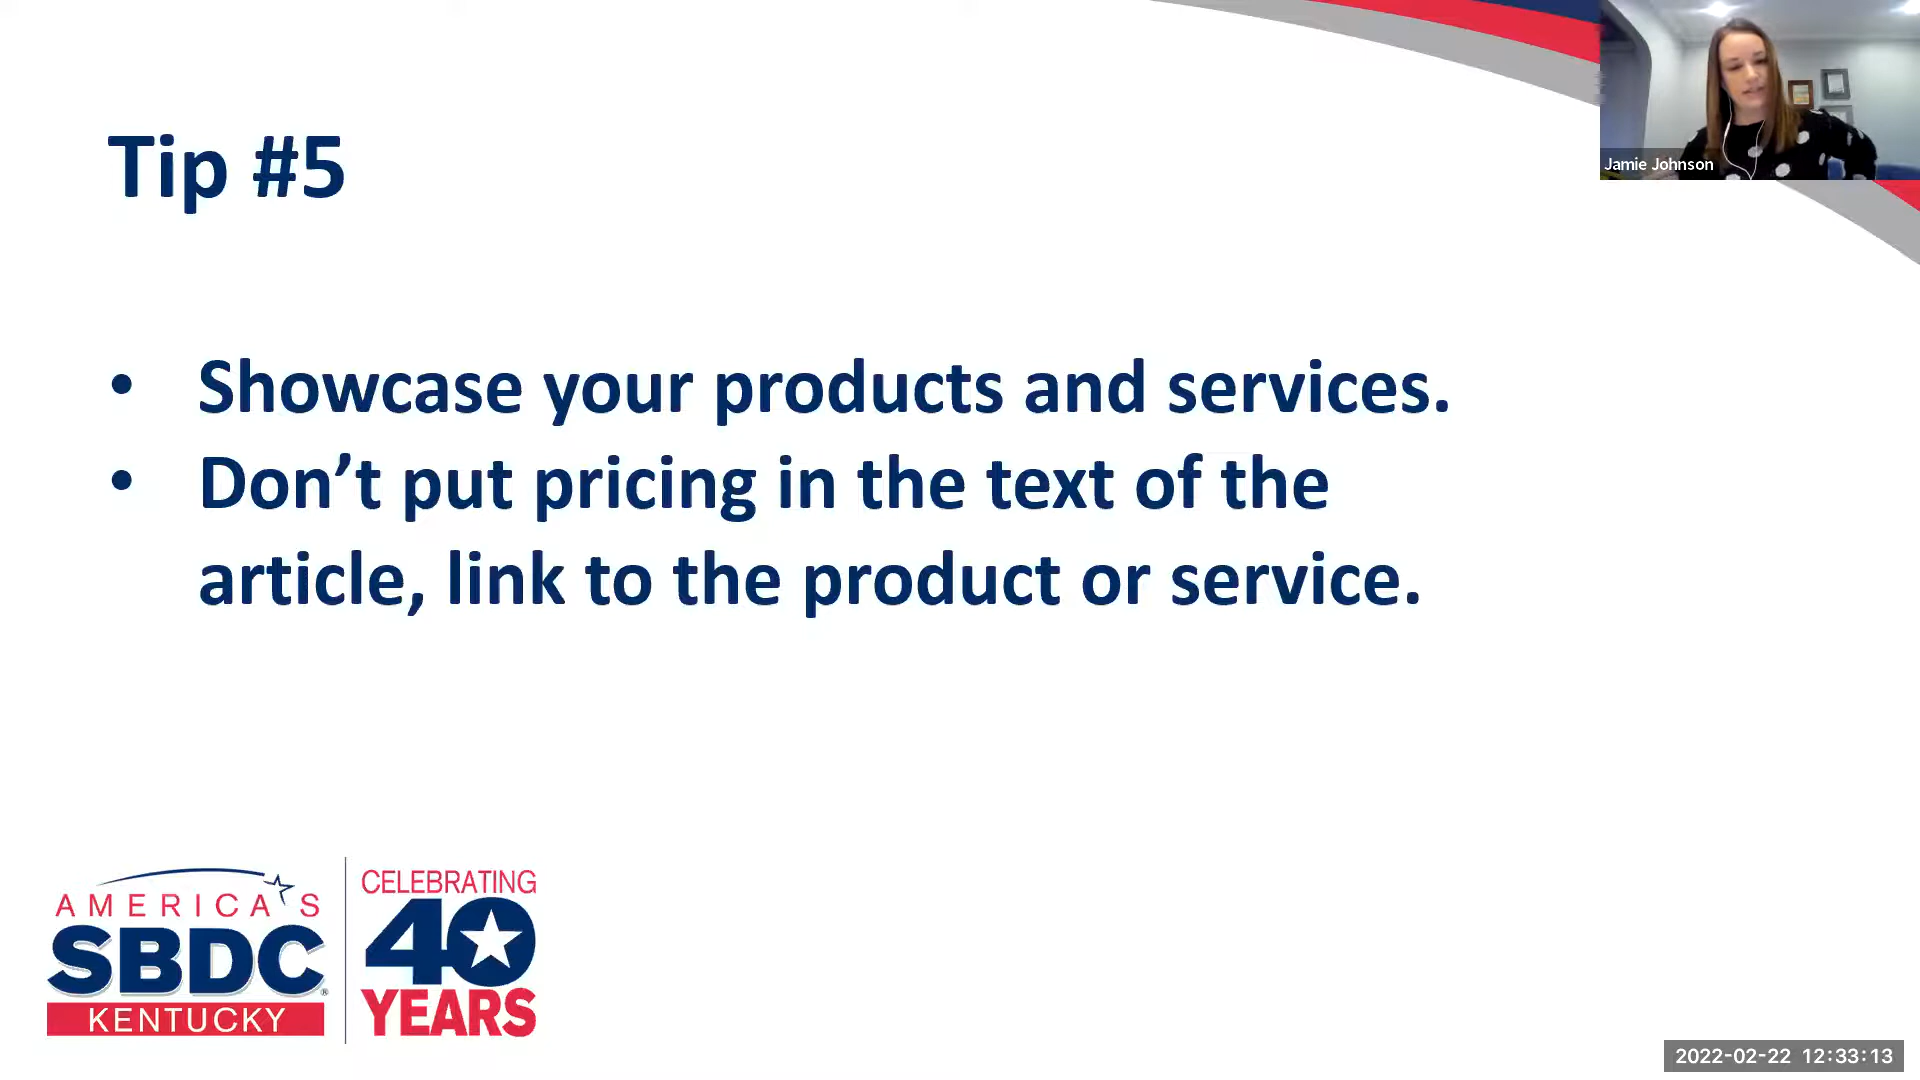 Tip #5
Jamie Johnson
• Showcase your products and services.
• Don’t put pricing in the text of the
article, link to the product or service.
AMERICA'S
SBDC®
KENTUCKY
CELEBRATING
40
YEARS
2022-02-22 12:33:13